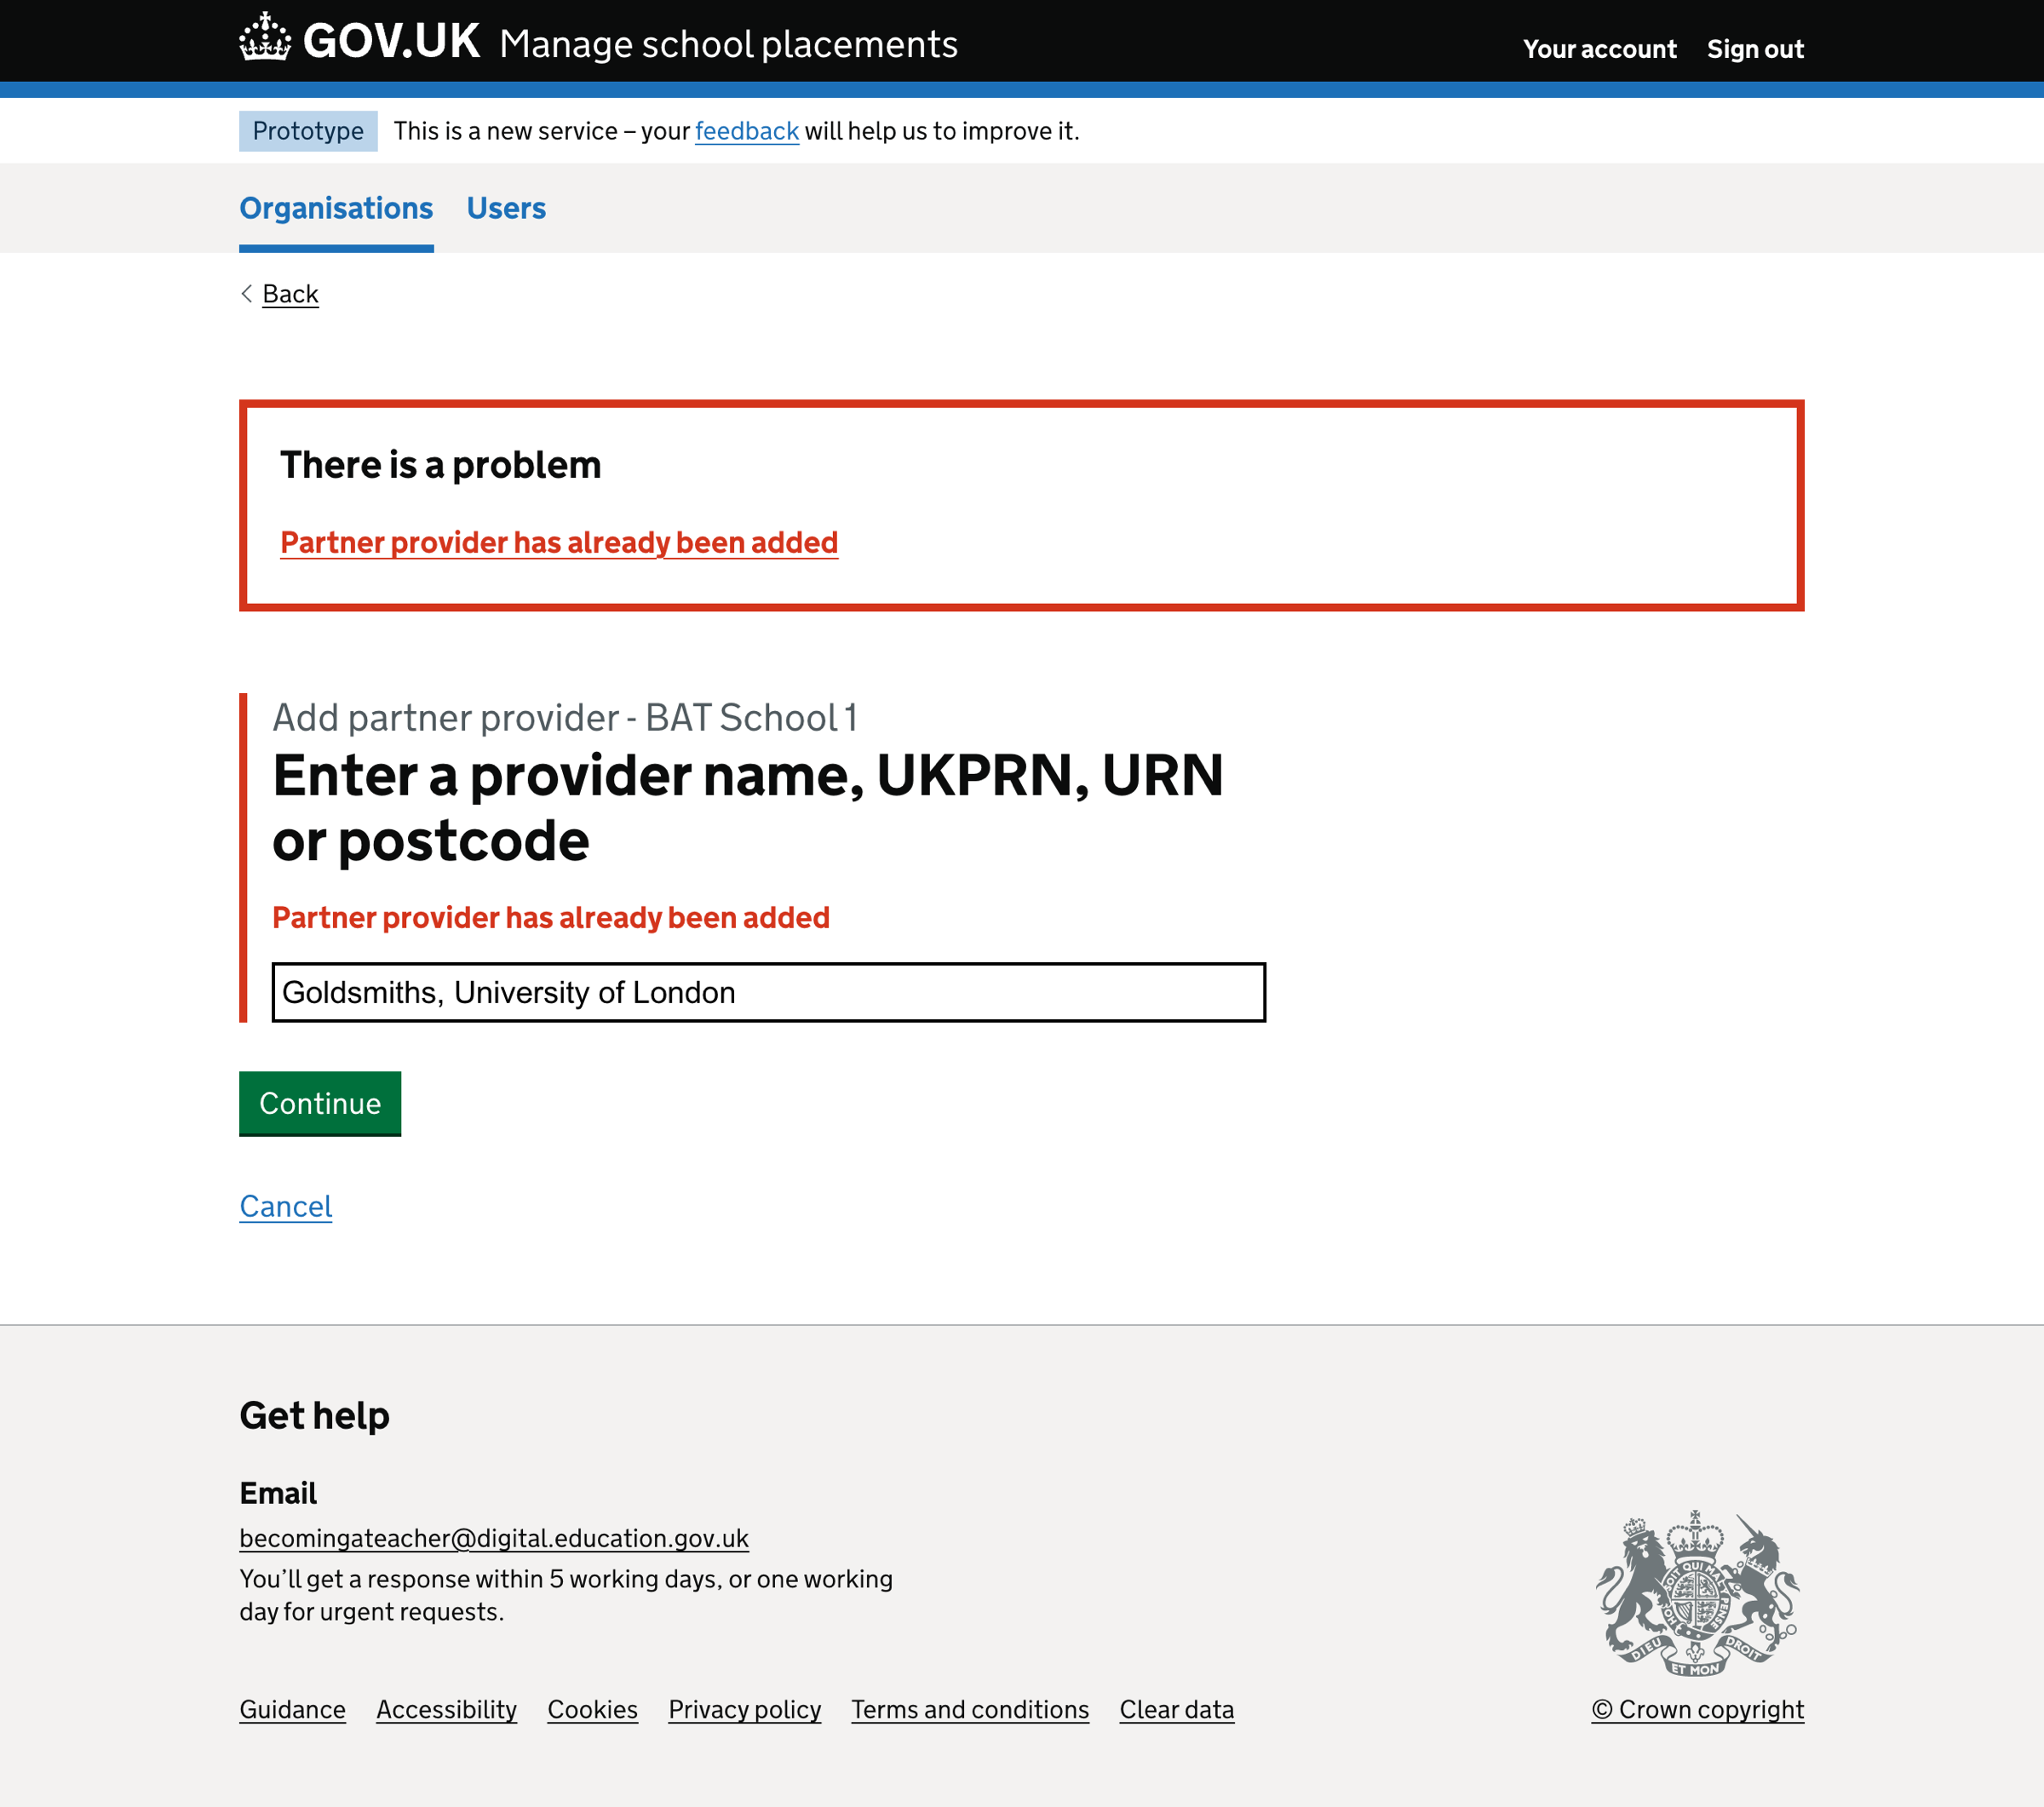 GOV.UK Manage school placements
Your account Sign out
Prototype This is a new service – your feedback will help us to improve it.
Organisations Users
Back
There is a problem
Partner provider has already been added
Add partner provider - BAT School 1
Enter a provider name, UKPRN, URN
or postcode
Partner provider has already been added
Goldsmiths, University of London
Continue
Cancel
Get help
Email
becomingateacher@digital.education.gov.uk
You’ll get a response within 5 working days, or one working
day for urgent requests.
DIEU ET MON DROIT
Guidance Accessibility Cookies Privacy policy Terms and conditions Clear data
© Crown copyright